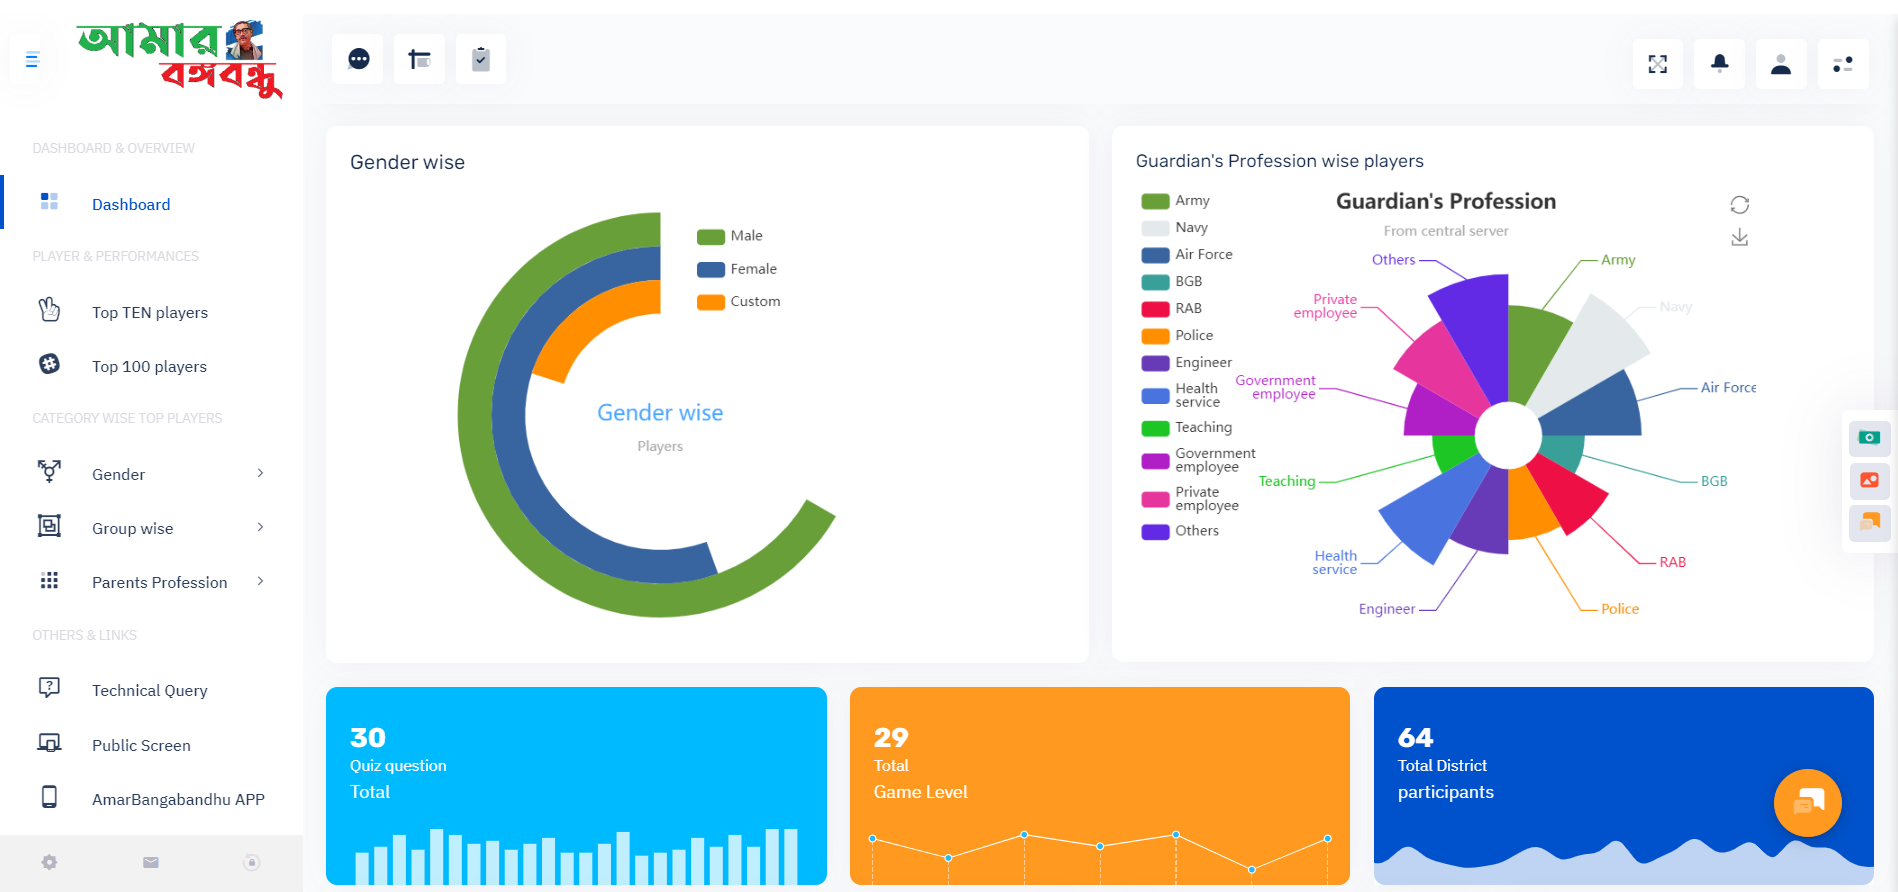 আমার
বঙ্গবন্ধু
DASHBOARD & OVERVIEW
Dashboard
PLAYER & PERFORMANCES
Top TEN players
Top 100 players
CATEGORY WISE TOP PLAYERS
Gender
Group wise
Parents Profession
OTHERS & LINKS
Technical Query
Public Screen
AmarBangabandhu APP
Gender wise
Male
Female
Custom
Gender wise
Players
Guardian's Profession wise players
Army
Navy
Air Force
BGB
RAB
Police
Engineer
Health
service
Teaching
Government
employee
Private
employee
Others
Guardian's Profession
From central server
Others
Army
Private
employee
Navy
Government
employee
Air Force
Teaching
BGB
Health
service
RAB
Engineer
Police
30
Quiz question
Total
29
Total
Game Level
64
Total District
participants